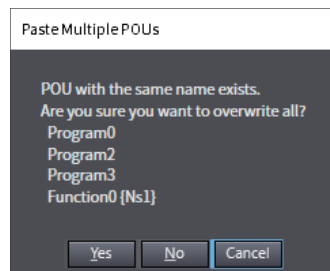 Paste Multiple POUs
POU with the same name exists.
Are you sure you want to overwrite all?
Program0
Program2
Program3
Function0 {Ns1}
Yes
No
Cancel